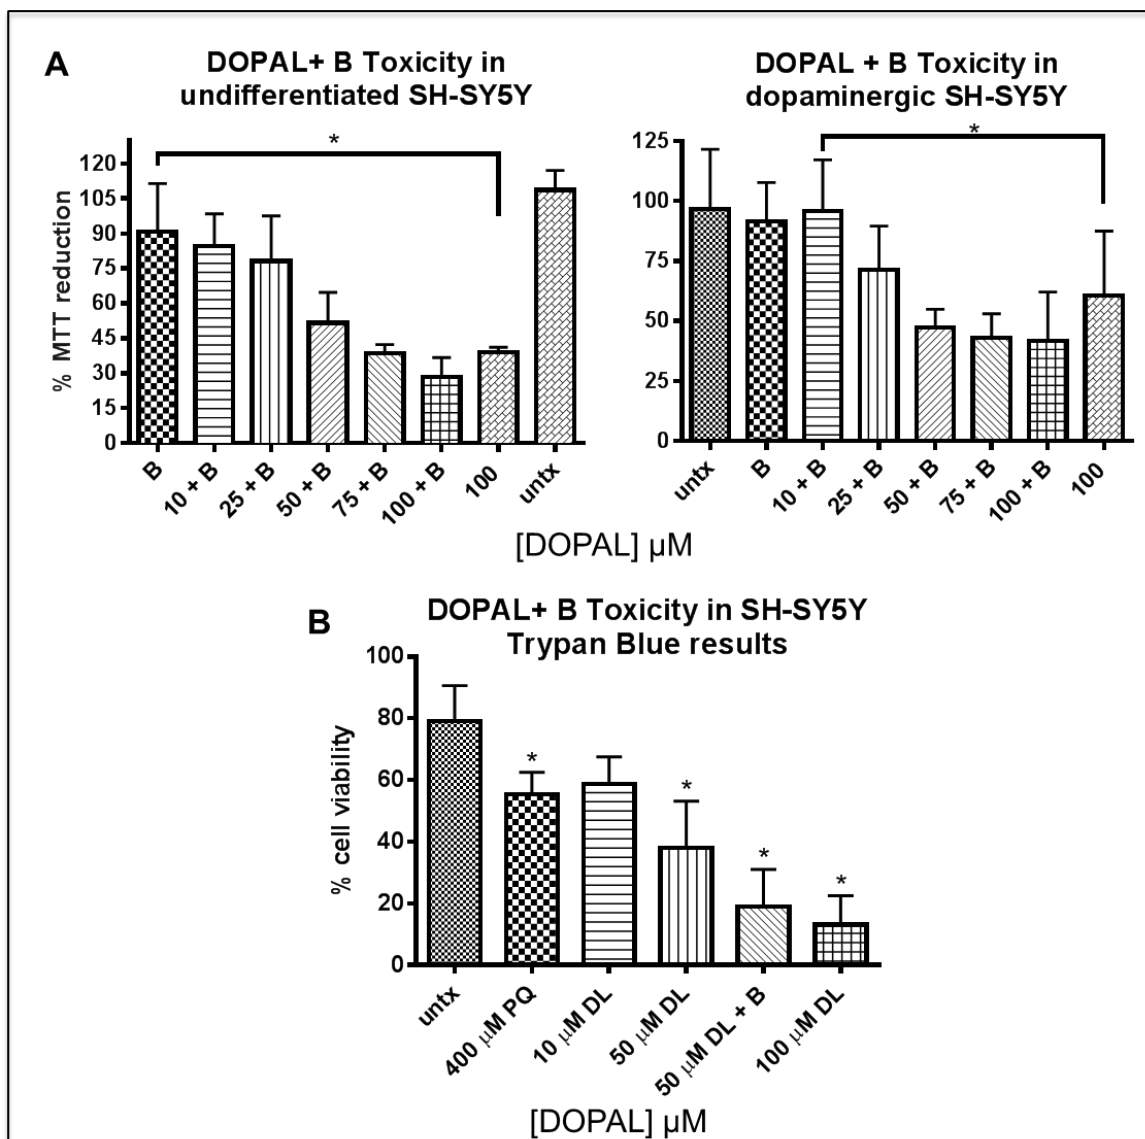 A
DOPAL+ B Toxicity in
undifferentiated SH-SY5Y
*
% MTT reduction
120
105
90
75
60
45
30
15
0
B
10 + B
25 + B
50 + B
75 + B
100 + B
100
untx
DOPAL + B Toxicity in
dopaminergic SH-SY5Y
*
125
100
75
50
25
0
untx
B
10 + B
25 + B
50 + B
75 + B
100 + B
100
[DOPAL] µM
B
DOPAL+ B Toxicity in SH-SY5Y
Trypan Blue results
% cell viability
100
80
60
40
20
0
*
*
*
*
untx
400 µM PQ
10 µM DL
50 µM DL
50 µM DL + B
100 µM DL
[DOPAL] µM